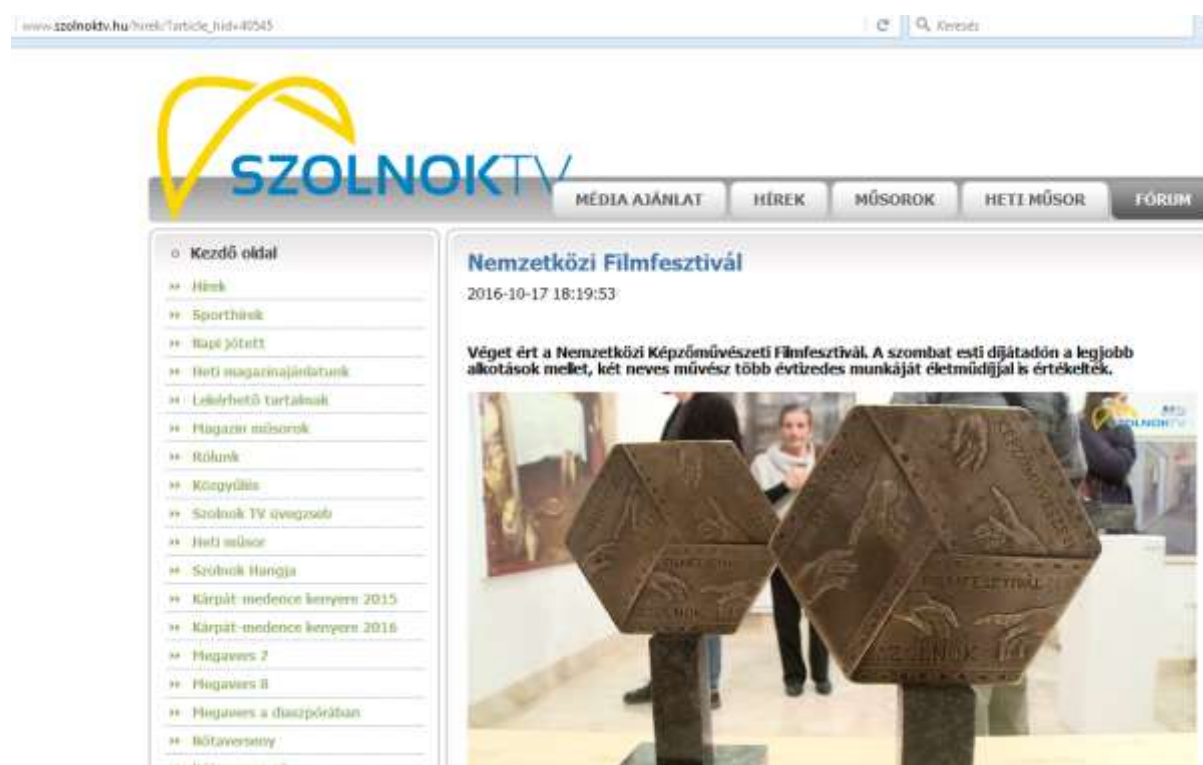 www.szolnoktv.hu/hirek/?article_hid=40545
Keresés
SZOLNOKTV
MÉDIA AJÁNLAT
HÍREK
MŰSOROK
HETI MŰSOR
FÓRUM
Kezdő oldal
Hírek
Sporthírek
Napi jótett
Heti magazinajánlatunk
Lekérhető tartalmak
Magazin műsorok
Rólunk
Közgyűlés
Szolnok TV üvegzseb
Heti műsor
Szolnok Hangja
Kárpát-medence kenyere 2015
Kárpát-medence kenyere 2016
Megavers 7
Megavers 8
Megavers a diaszpórában
Nótaverseny
Nemzetközi Filmfesztivál
2016-10-17 18:19:53
Véget ért a Nemzetközi Képzőművészeti Filmfesztivál. A szombat esti díjátadón a legjobb
alkotások mellet, két neves művész több évtizedes munkáját életműdíjjal is értékelték.
SZOLNOKTV
FILMFESZTIVÁL
SZOLNOK